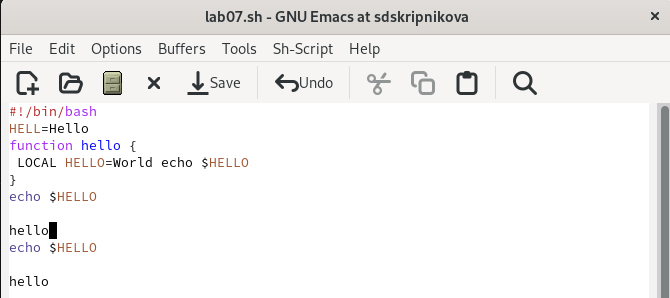 lab07.sh - GNU Emacs at sdskripnikova
File Edit Options Buffers Tools Sh-Script Help
Save Undo
#!/bin/bash
HELL=Hello
function hello {
 LOCAL HELLO=World echo $HELLO
}
echo $HELLO
hello
echo $HELLO
hello